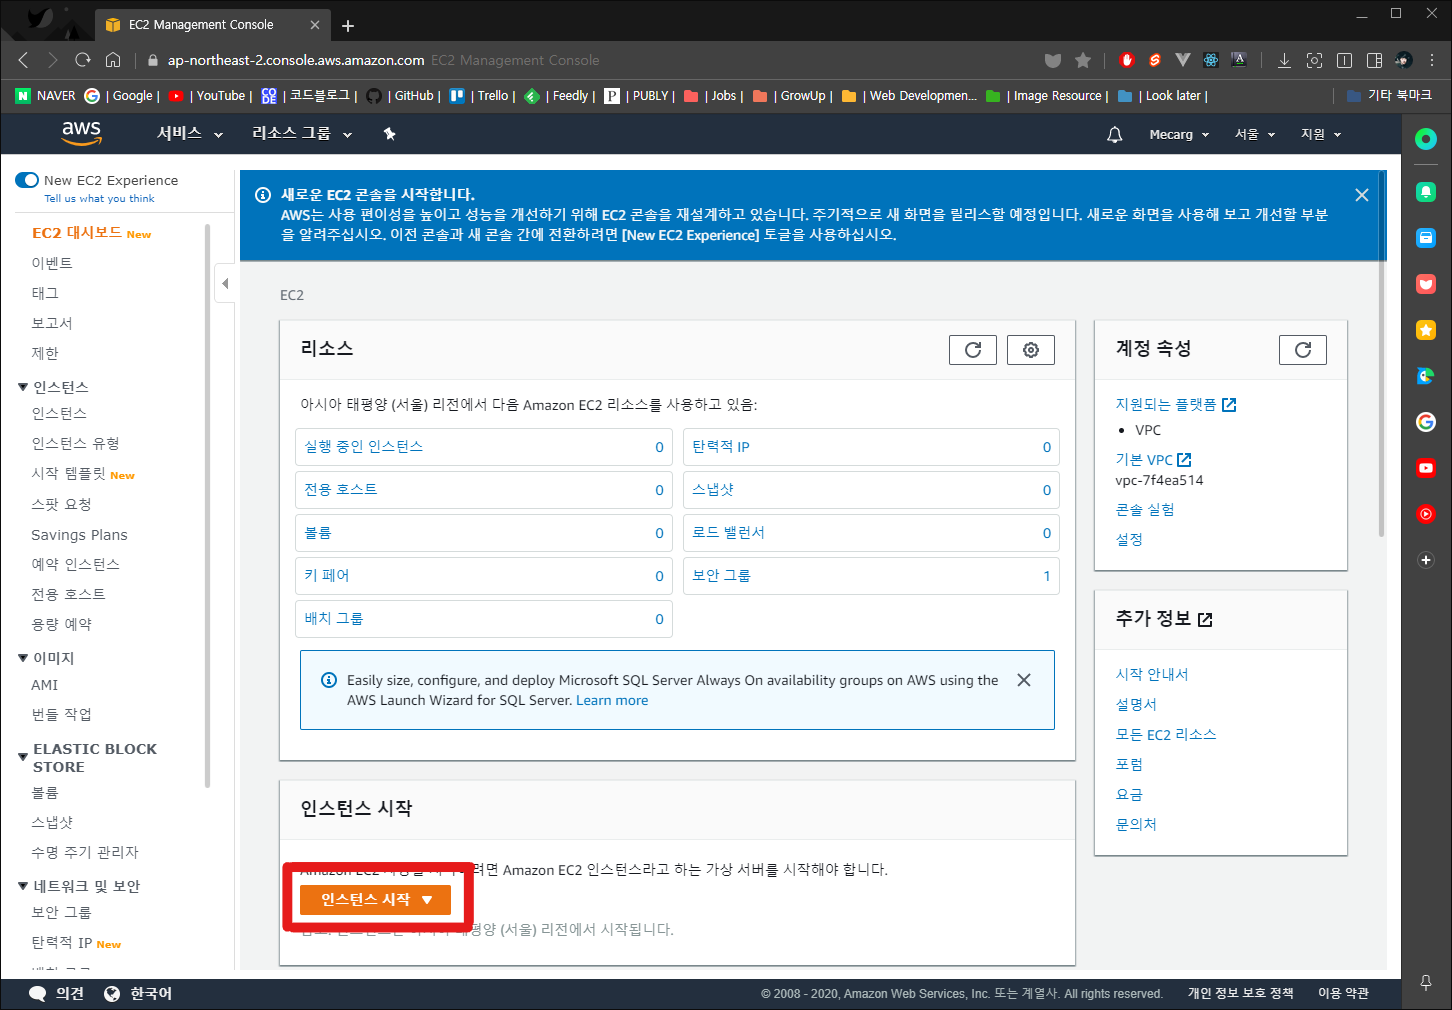 EC2 Management Console
ap-northeast-2.console.aws.amazon.com EC2 Management Console
NAVER | Google | | YouTube | | 코드블로그 | | GitHub | | Trello | | Feedly | | PUBLY | | Jobs | | GrowUp | | Web Developmen... | Image Resource | | Look later | 기타 북마크
aws 서비스 리소스 그룹 Mecarg 서울 지원
New EC2 Experience
Tell us what you think
EC2 대시보드 New
이벤트
태그
보고서
제한
인스턴스
인스턴스
인스턴스 유형
시작 템플릿 New
스팟 요청
Savings Plans
예약 인스턴스
전용 호스트
용량 예약
이미지
AMI
번들 작업
ELASTIC BLOCK
STORE
볼륨
스냅샷
수명 주기 관리자
네트워크 및 보안
보안 그룹
탄력적 IP New
새로운 EC2 콘솔을 시작합니다.
AWS는 사용 편이성을 높이고 성능을 개선하기 위해 EC2 콘솔을 재설계하고 있습니다. 주기적으로 새 화면을 릴리스할 예정입니다. 새로운 화면을 사용해 보고 개선할 부분
을 알려주십시오. 이전 콘솔과 새 콘솔 간에 전환하려면 [New EC2 Experience] 토글을 사용하십시오.
EC2
리소스
아시아 태평양 (서울) 리전에서 다음 Amazon EC2 리소스를 사용하고 있음:
실행 중인 인스턴스 0 탄력적 IP 0
전용 호스트 0 스냅샷 0
볼륨 0 로드 밸런서 0
키 페어 0 보안 그룹 1
배치 그룹 0
Easily size, configure, and deploy Microsoft SQL Server Always On availability groups on AWS using the
AWS Launch Wizard for SQL Server. Learn more
인스턴스 시작
Amazon EC2 려면 Amazon EC2 인스턴스라고 하는 가상 서버를 시작해야 합니다.
인스턴스 시작
태평양 (서울) 리전에서 시작됩니다.
계정 속성
지원되는 플랫폼
• VPC
기본 VPC
vpc-7f4ea514
콘솔 실험
설정
추가 정보
시작 안내서
설명서
모든 EC2 리소스
포럼
요금
문의처
의견 한국어 © 2008 - 2020, Amazon Web Services, Inc. 또는 계열사. All rights reserved. 개인 정보 보호 정책 이용 약관